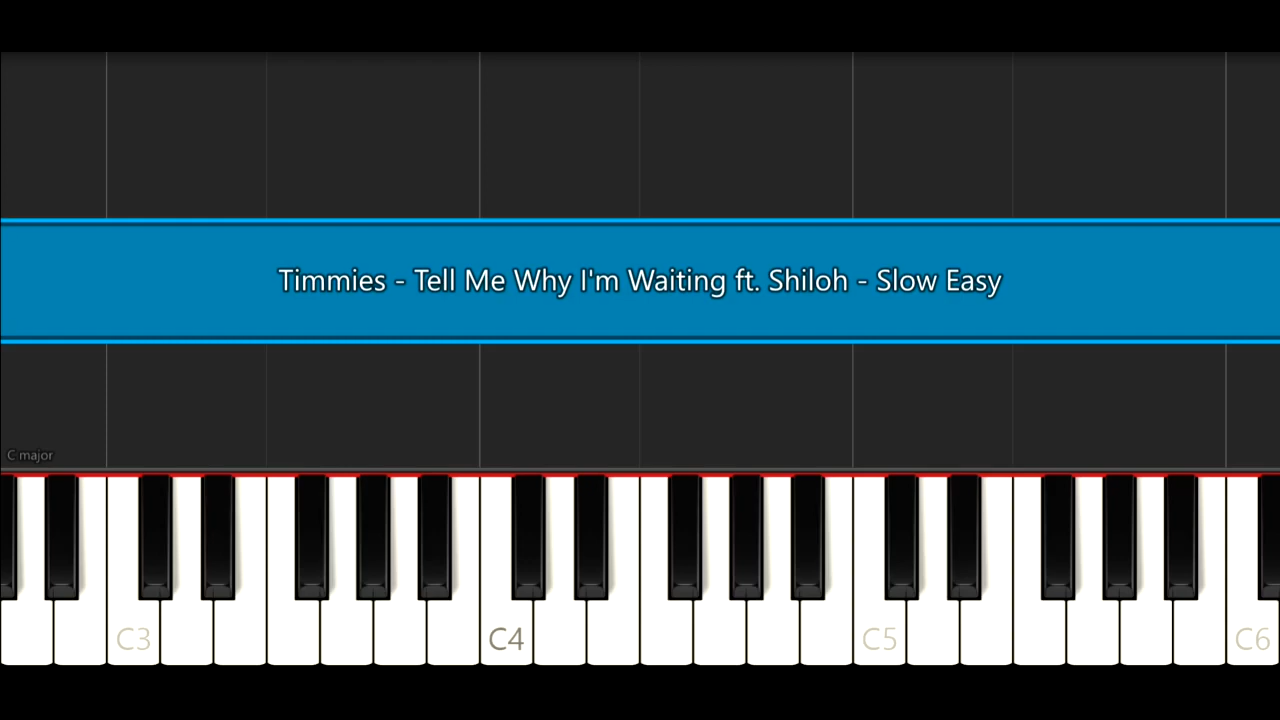 Timmies - Tell Me Why I'm Waiting ft. Shiloh - Slow Easy
C major
C3 C4 C5 C6